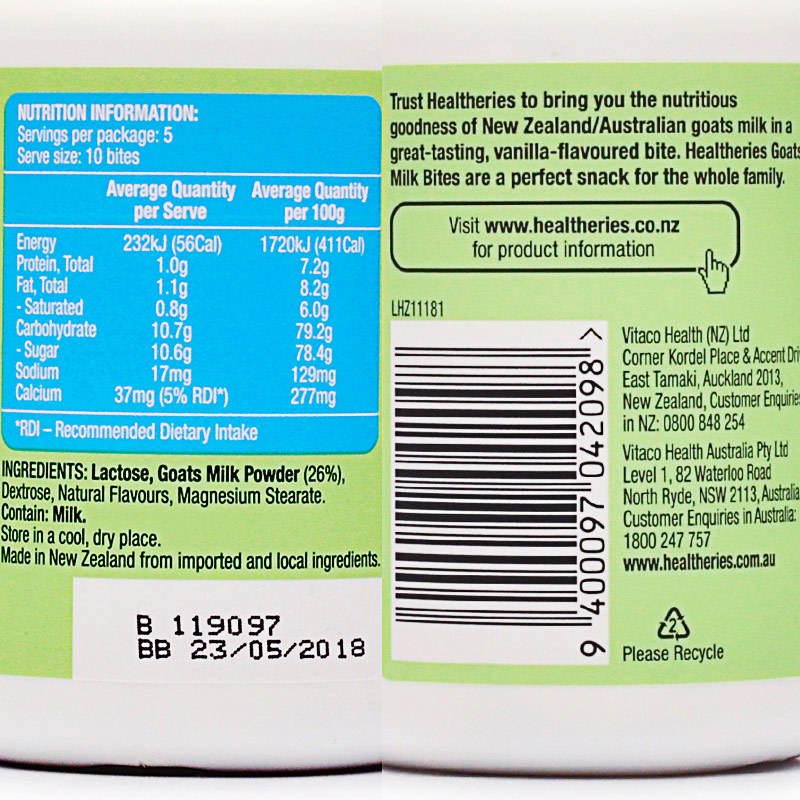 NUTRITION INFORMATION:
Servings per package: 5
Serve size: 10 bites
Average Quantity per Serve Average Quantity per 100g
Energy 232kJ (56Cal) 1720kJ (411Cal)
Protein, Total 1.0g 7.2g
Fat, Total 1.1g 8.2g
- Saturated 0.8g 6.0g
Carbohydrate 10.7g 79.2g
- Sugar 10.6g 78.4g
Sodium 17mg 129mg
Calcium 37mg (5% RDI*) 277mg
*RDI – Recommended Dietary Intake
INGREDIENTS: Lactose, Goats Milk Powder (26%),
Dextrose, Natural Flavours, Magnesium Stearate.
Contain: Milk.
Store in a cool, dry place.
Made in New Zealand from imported and local ingredients.
B 119097
BB 23/05/2018
Trust Healtheries to bring you the nutritious
goodness of New Zealand/Australian goats milk in a
great-tasting, vanilla-flavoured bite. Healtheries Goats
Milk Bites are a perfect snack for the whole family.
Visit www.healtheries.co.nz
for product information
LHZ11181
9 400097 042098 >
Vitaco Health (NZ) Ltd
Corner Kordel Place & Accent Dri
East Tamaki, Auckland 2013,
New Zealand, Customer Enquiries
in NZ: 0800 848 254
Vitaco Health Australia Pty Ltd
Level 1, 82 Waterloo Road
North Ryde, NSW 2113, Australia
Customer Enquiries in Australia:
1800 247 757
www.healtheries.com.au
2
Please Recycle